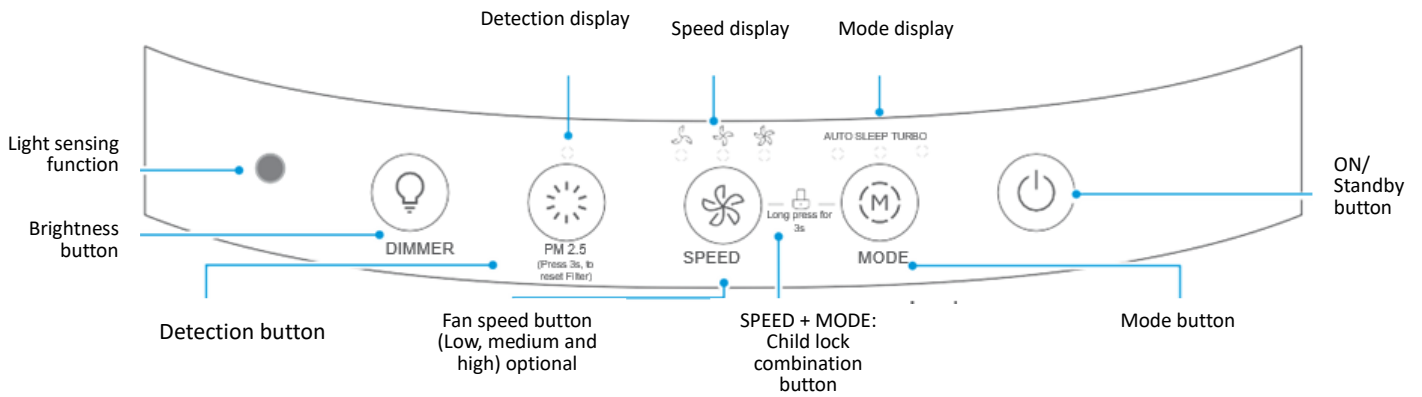 Detection display
Speed display
Mode display
AUTO SLEEP TURBO
Light sensing
function
ON/
Standby
button
M
Long press for
3s
Brightness
button
DIMMER
PM 2.5
(Press 3s, to
reset Filter)
SPEED
MODE
Detection button
Fan speed button
(Low, medium and
high) optional
SPEED + MODE:
Child lock
combination
button
Mode button